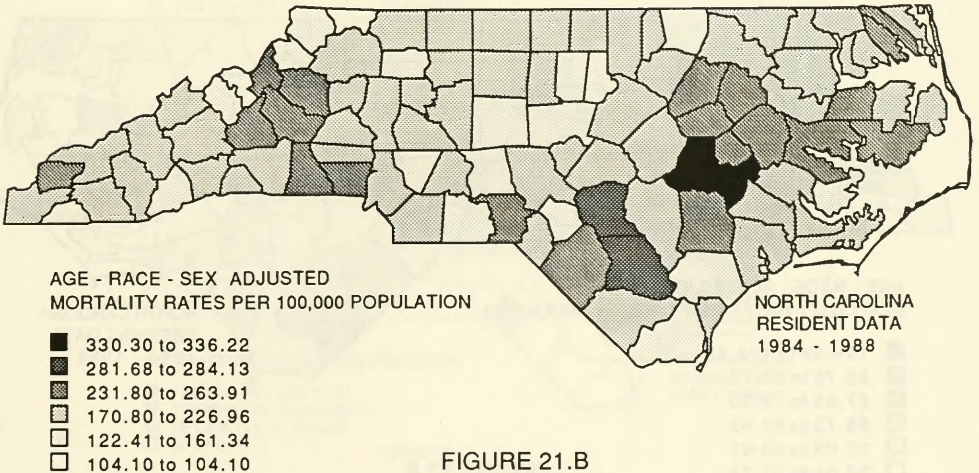 AGE - RACE - SEX ADJUSTED
MORTALITY RATES PER 100,000 POPULATION
330.30 to 336.22
281.68 to 284.13
231.80 to 263.91
170.80 to 226.96
122.41 to 161.34
104.10 to 104.10
NORTH CAROLINA
RESIDENT DATA
1984 - 1988
FIGURE 21.B